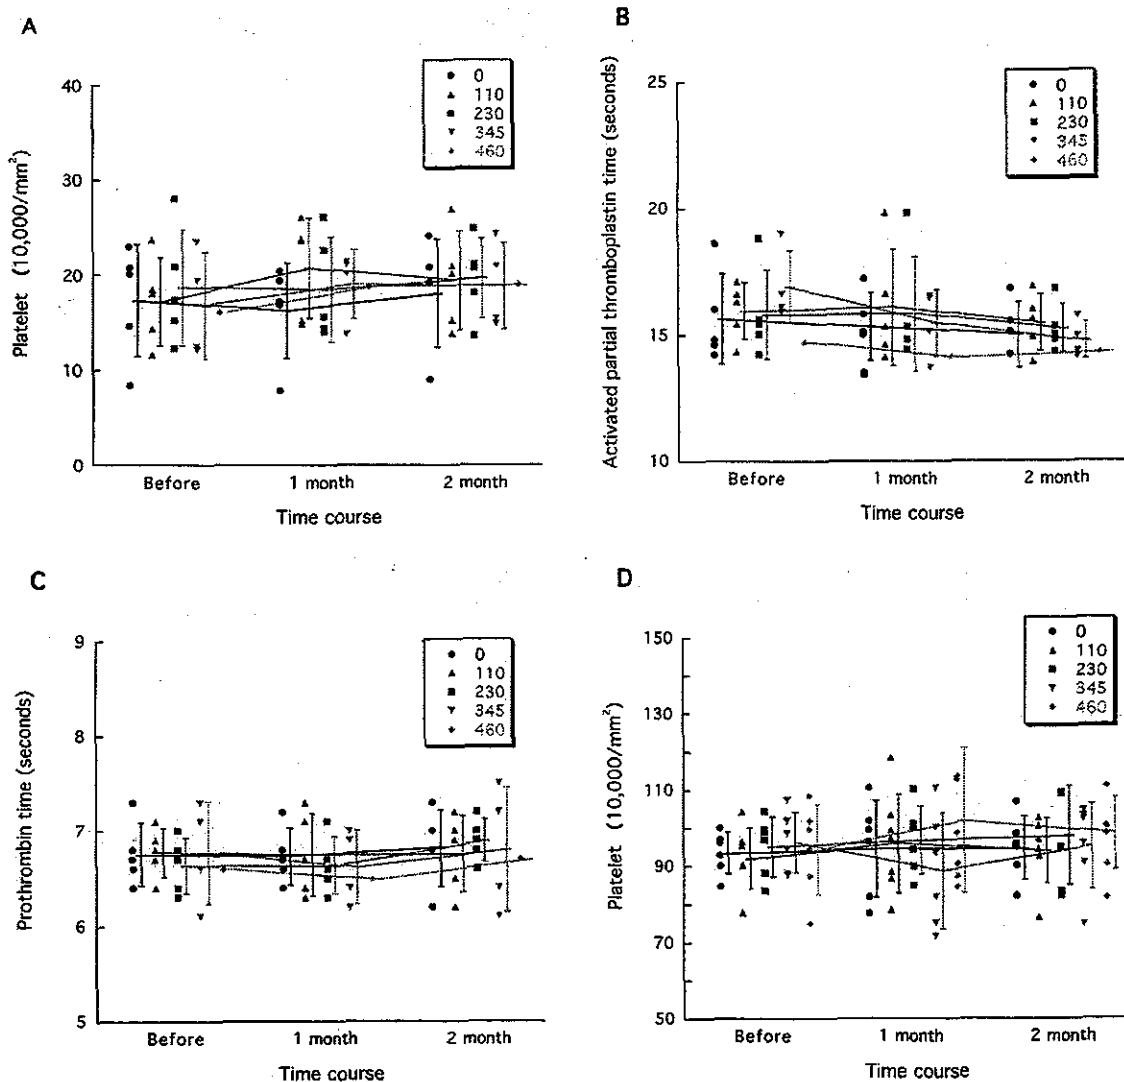 A
Platelet (10,000/mm²)
40
30
20
10
0
0
110
230
345
460
Before
1 month
2 month
Time course
B
Activated partial thromboplastin time (seconds)
25
20
15
10
0
110
230
345
460
Before
1 month
2 month
Time course
C
Prothrombin time (seconds)
9
8
7
6
5
0
110
230
345
460
Before
1 month
2 month
Time course
D
Platelet (10,000/mm²)
150
130
110
90
70
50
0
110
230
345
460
Before
1 month
2 month
Time course